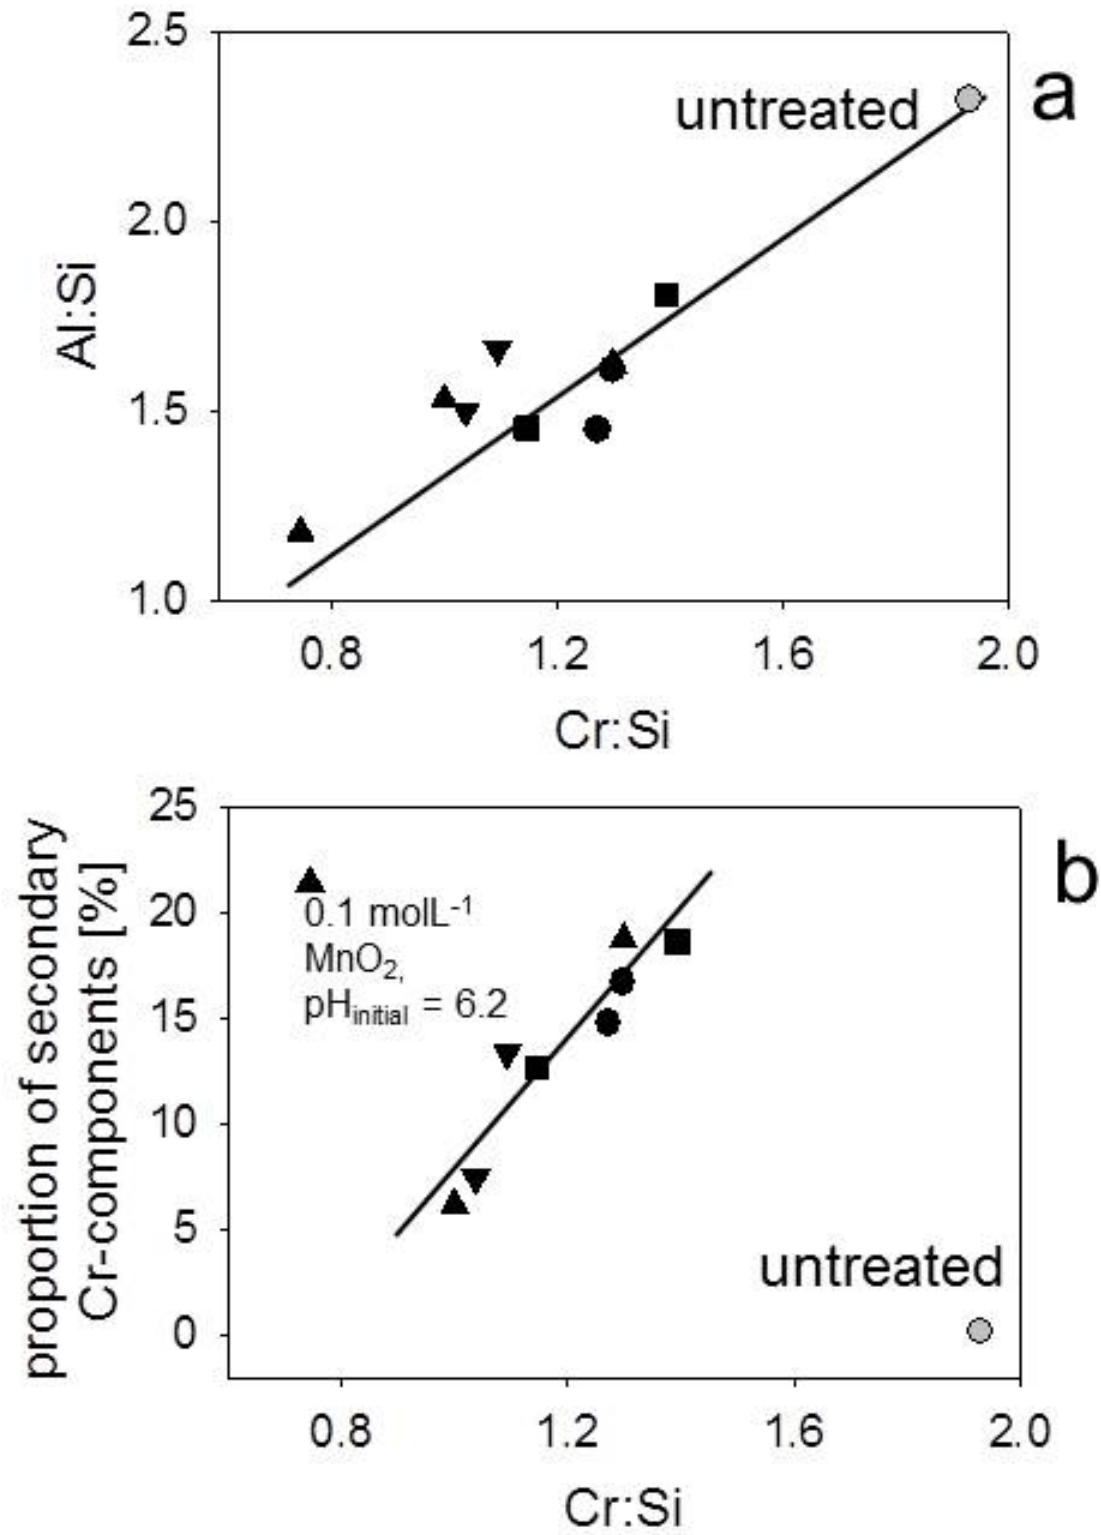 2.5
a
untreated
2.0
Al:Si
1.5
1.0
0.8 1.2 1.6 2.0
Cr:Si
25
b
20
0.1 molL⁻¹
MnO₂,
pHinitial = 6.2
15
proportion of secondary
Cr-components [%]
10
5
untreated
0
0.8 1.2 1.6 2.0
Cr:Si